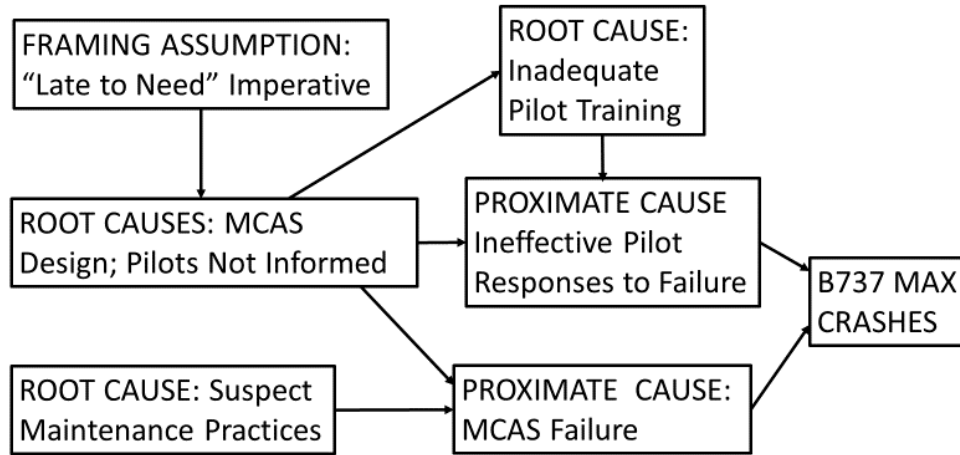 FRAMING ASSUMPTION:
“Late to Need” Imperative
ROOT CAUSE:
Inadequate
Pilot Training
ROOT CAUSES: MCAS
Design; Pilots Not Informed
PROXIMATE CAUSE
Ineffective Pilot
Responses to Failure
B737 MAX
CRASHES
ROOT CAUSE: Suspect
Maintenance Practices
PROXIMATE CAUSE:
MCAS Failure